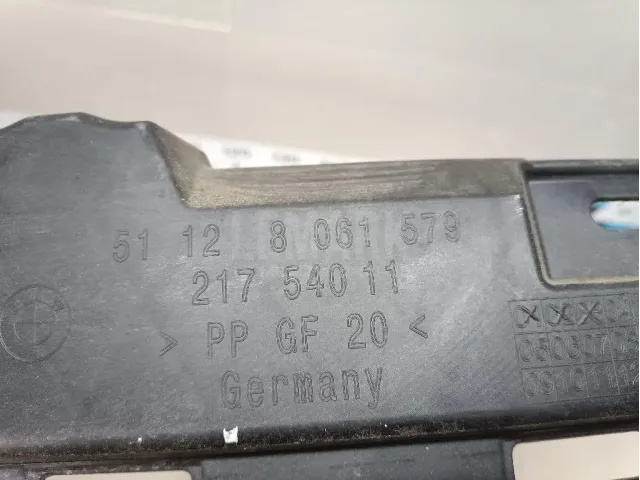 51 12 8 061 579
217 540 11
> PP GF 20 <
Germany